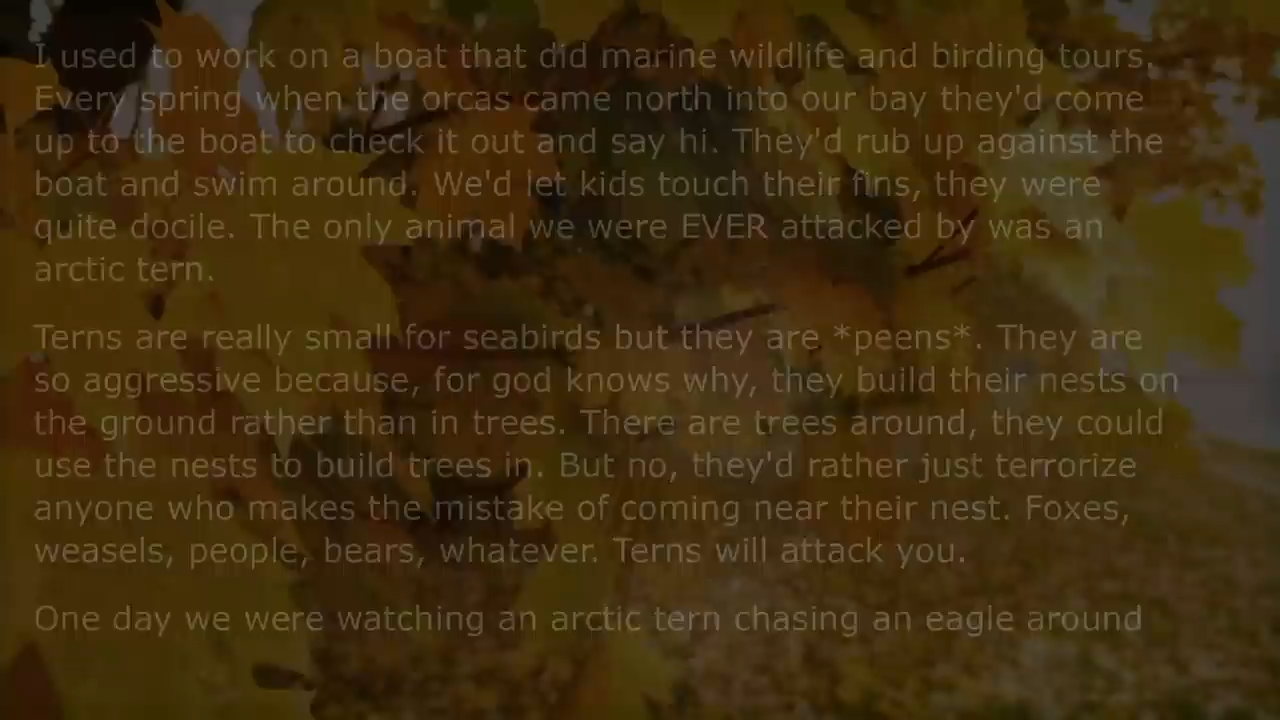 I used to work on a boat that did marine wildlife and birding tours.
Every spring when the orcas came north into our bay they'd come
up to the boat to check it out and say hi. They'd rub up against the
boat and swim around. We'd let kids touch their fins, they were
quite docile. The only animal we were EVER attacked by was an
arctic tern.
Terns are really small for seabirds but they are *peens*. They are
so aggressive because, for god knows why, they build their nests on
the ground rather than in trees. There are trees around, they could
use the nests to build trees in. But no, they'd rather just terrorize
anyone who makes the mistake of coming near their nest. Foxes,
weasels, people, bears, whatever. Terns will attack you.
One day we were watching an arctic tern chasing an eagle around